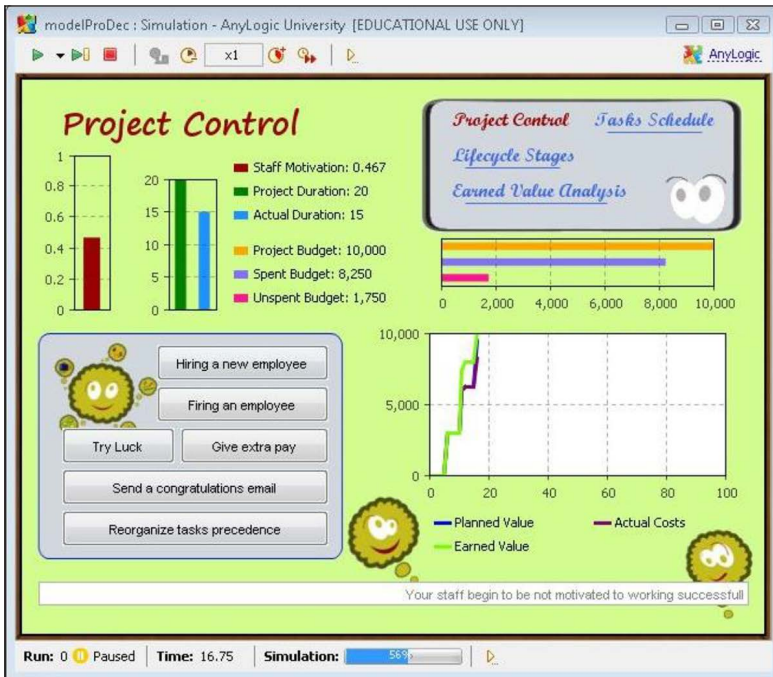 modelProDec : Simulation - AnyLogic University [EDUCATIONAL USE ONLY]
x1
AnyLogic
Project Control
Project Control Tasks Schedule
Lifecycle Stages
Earned Value Analysis
1
0.8
0.6
0.4
0.2
0
20
15
10
5
0
Staff Motivation: 0.467
Project Duration: 20
Actual Duration: 15
Project Budget: 10,000
Spent Budget: 8,250
Unspent Budget: 1,750
0 2,000 4,000 6,000 8,000 10,000
Hiring a new employee
Firing an employee
Try Luck Give extra pay
Send a congratulations email
Reorganize tasks precedence
10,000
5,000
0
0 20 40 60 80 100
Planned Value Actual Costs
Earned Value
Your staff begin to be not motivated to working successfull
Run: 0 Paused Time: 16.75 Simulation: 56%